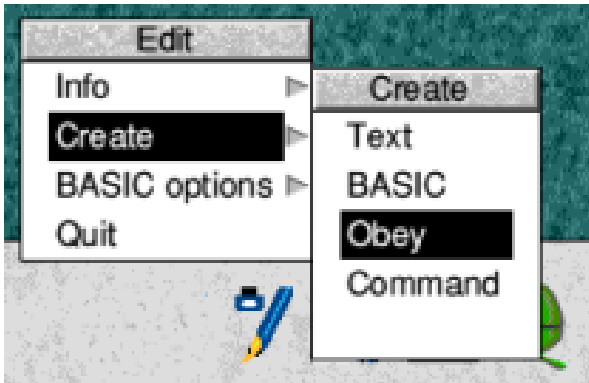 Edit
Info
Create
BASIC options
Quit
Create
Text
BASIC
Obey
Command